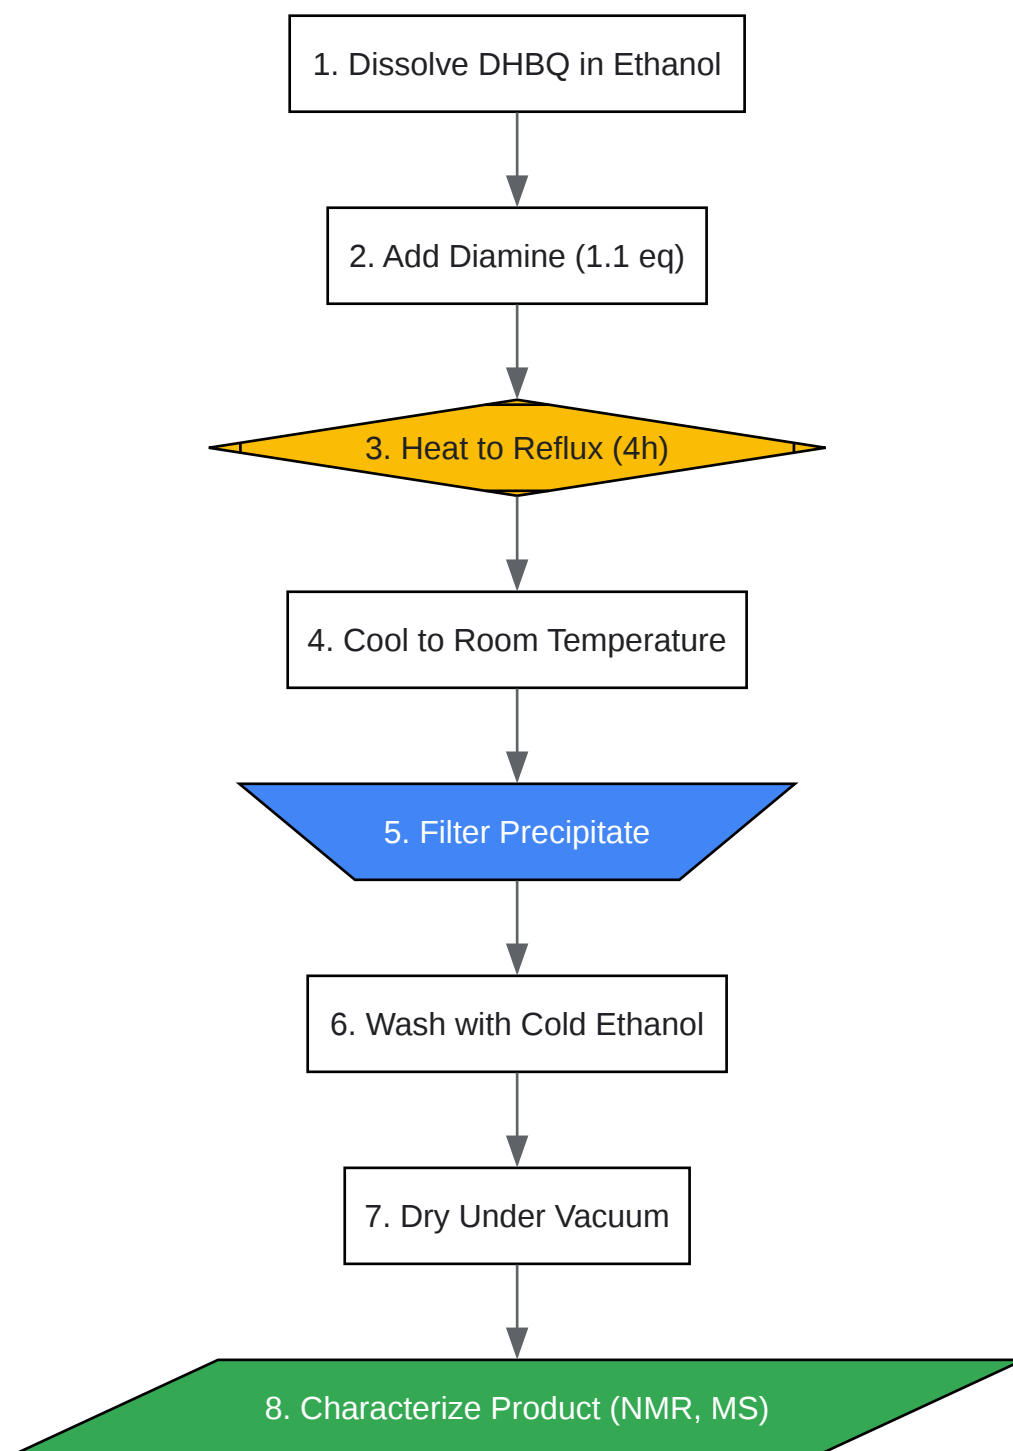 1. Dissolve DHBQ in Ethanol
2. Add Diamine (1.1 eq)
3. Heat to Reflux (4h)
4. Cool to Room Temperature
5. Filter Precipitate
6. Wash with Cold Ethanol
7. Dry Under Vacuum
8. Characterize Product (NMR, MS)